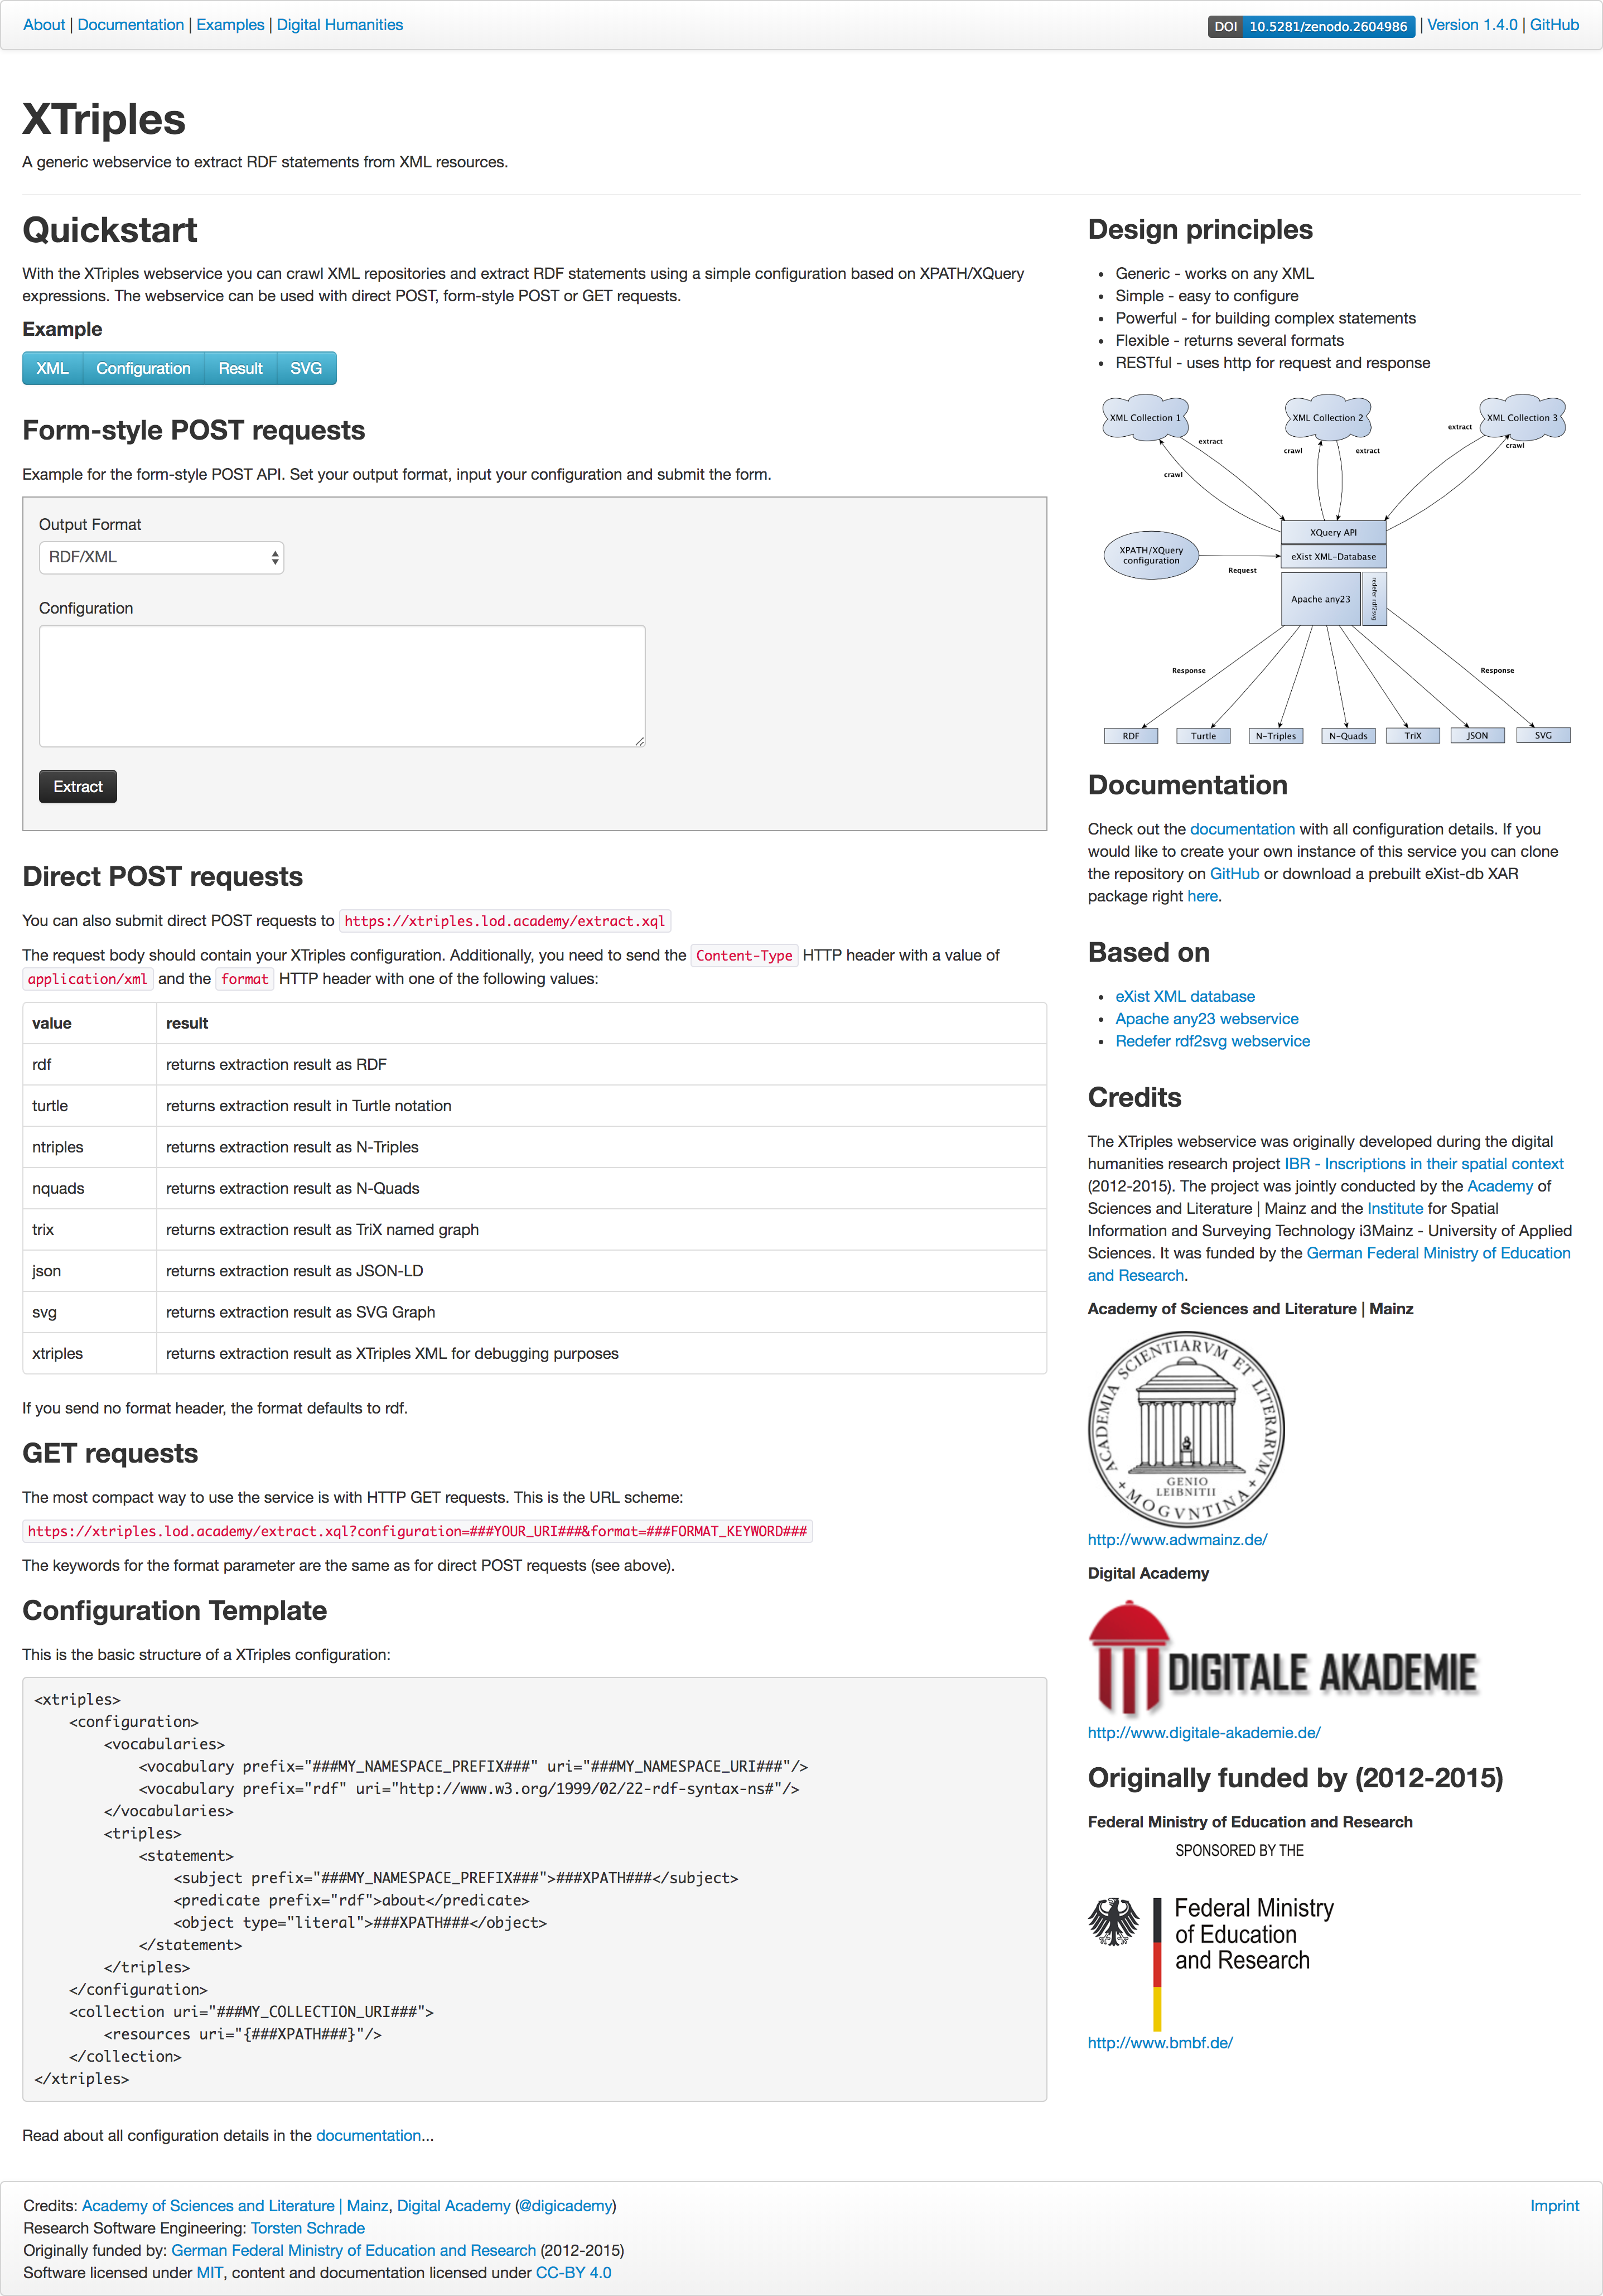 About | Documentation | Examples | Digital Humanities
DOI 10.5281/zenodo.2604986 | Version 1.4.0 | GitHub
XTriples
A generic webservice to extract RDF statements from XML resources.
Quickstart
With the XTriples webservice you can crawl XML repositories and extract RDF statements using a simple configuration based on XPATH/XQuery
expressions. The webservice can be used with direct POST, form-style POST or GET requests.
Example
XML Configuration Result SVG
Form-style POST requests
Example for the form-style POST API. Set your output format, input your configuration and submit the form.
Output Format
RDF/XML
Configuration
Extract
Direct POST requests
You can also submit direct POST requests to https://xtriples.lod.academy/extract.xql
The request body should contain your XTriples configuration. Additionally, you need to send the Content-Type HTTP header with a value of
application/xml and the format HTTP header with one of the following values:
value result
rdf returns extraction result as RDF
turtle returns extraction result in Turtle notation
ntriples returns extraction result as N-Triples
nquads returns extraction result as N-Quads
trix returns extraction result as TriX named graph
json returns extraction result as JSON-LD
svg returns extraction result as SVG Graph
xtriples returns extraction result as XTriples XML for debugging purposes
If you send no format header, the format defaults to rdf.
GET requests
The most compact way to use the service is with HTTP GET requests. This is the URL scheme:
https://xtriples.lod.academy/extract.xql?configuration=###YOUR_URI###&format=###FORMAT_KEYWORD###
The keywords for the format parameter are the same as for direct POST requests (see above).
Configuration Template
This is the basic structure of a XTriples configuration:
<xtriples>
<configuration>
<vocabularies>
<vocabulary prefix="###MY_NAMESPACE_PREFIX###" uri="###MY_NAMESPACE_URI###"/>
<vocabulary prefix="rdf" uri="http://www.w3.org/1999/02/22-rdf-syntax-ns#"/>
</vocabularies>
<triples>
<statement>
<subject prefix="###MY_NAMESPACE_PREFIX###">###XPATH###</subject>
<predicate prefix="rdf">about</predicate>
<object type="literal">###XPATH###</object>
</statement>
</triples>
</configuration>
<collection uri="###MY_COLLECTION_URI###">
<resources uri="{###XPATH###}"/>
</collection>
</xtriples>
Read about all configuration details in the documentation...
Design principles
• Generic - works on any XML
• Simple - easy to configure
• Powerful - for building complex statements
• Flexible - returns several formats
• RESTful - uses http for request and response
XML Collection 1 XML Collection 2 XML Collection 3
extract
crawl
crawl
extract
extract
crawl
XQuery API
XPATH/XQuery
configuration
Request
eXist XML-Database
Apache any23
redefer rdf2svg
Response
Response
RDF Turtle N-Triples N-Quads TriX JSON SVG
Documentation
Check out the documentation with all configuration details. If you
would like to create your own instance of this service you can clone
the repository on GitHub or download a prebuilt eXist-db XAR
package right here.
Based on
• eXist XML database
• Apache any23 webservice
• Redefer rdf2svg webservice
Credits
The XTriples webservice was originally developed during the digital
humanities research project IBR - Inscriptions in their spatial context
(2012-2015). The project was jointly conducted by the Academy of
Sciences and Literature | Mainz and the Institute for Spatial
Information and Surveying Technology i3Mainz - University of Applied
Sciences. It was funded by the German Federal Ministry of Education
and Research.
Academy of Sciences and Literature | Mainz
ACADEMIA SCIENTIARVM ET LITERARVM
GENIO
LEIBNITII
MOGVNTINA
http://www.adwmainz.de/
Digital Academy
DIGITALE AKADEMIE
http://www.digitale-akademie.de/
Originally funded by (2012-2015)
Federal Ministry of Education and Research
SPONSORED BY THE
Federal Ministry
of Education
and Research
http://www.bmbf.de/
Credits: Academy of Sciences and Literature | Mainz, Digital Academy (@digicademy)
Research Software Engineering: Torsten Schrade
Originally funded by: German Federal Ministry of Education and Research (2012-2015)
Software licensed under MIT, content and documentation licensed under CC-BY 4.0
Imprint